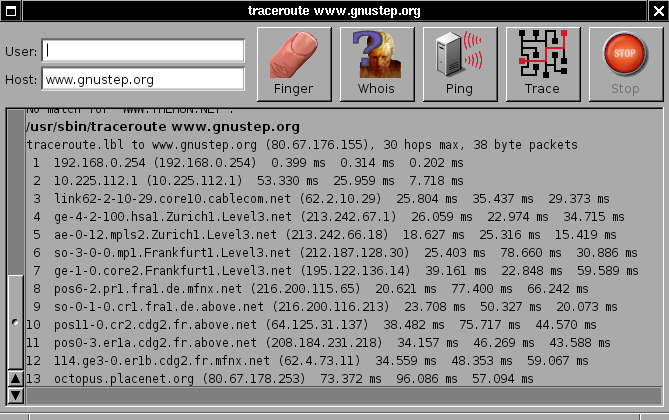 traceroute www.gnustep.org
User:
Host: www.gnustep.org
Finger
Whois
Ping
Trace
STOP
Stop
No match for "WWW.THEMON.NET".
/usr/sbin/traceroute www.gnustep.org
traceroute.lbl to www.gnustep.org (80.67.176.155), 30 hops max, 38 byte packets
1 192.168.0.254 (192.168.0.254) 0.399 ms 0.314 ms 0.202 ms
2 10.225.112.1 (10.225.112.1) 53.330 ms 25.959 ms 7.718 ms
3 link62-2-10-29.core10.cablecom.net (62.2.10.29) 25.804 ms 35.437 ms 29.373 ms
4 ge-4-2-100.hsa1.Zurich1.Level3.net (213.242.67.1) 26.059 ms 22.974 ms 34.715 ms
5 ae-0-12.mpls2.Zurich1.Level3.net (213.242.66.18) 18.627 ms 25.316 ms 15.419 ms
6 so-3-0-0.mp1.Frankfurt1.Level3.net (212.187.128.30) 25.403 ms 78.660 ms 30.886 ms
7 ge-1-0.core2.Frankfurt1.Level3.net (195.122.136.14) 39.161 ms 22.848 ms 59.589 ms
8 pos6-2.pr1.fra1.de.mfnx.net (216.200.115.65) 20.621 ms 77.400 ms 66.242 ms
9 so-0-1-0.cr1.fra1.de.above.net (216.200.116.213) 23.708 ms 50.327 ms 20.073 ms
10 pos11-0.cr2.cdg2.fr.above.net (64.125.31.137) 38.482 ms 75.717 ms 44.570 ms
11 pos0-3.er1a.cdg2.fr.above.net (208.184.231.218) 34.157 ms 46.269 ms 43.588 ms
12 114.ge3-0.er1b.cdg2.fr.mfnx.net (62.4.73.11) 34.559 ms 48.353 ms 59.067 ms
13 octopus.placenet.org (80.67.178.253) 73.372 ms 96.086 ms 57.094 ms